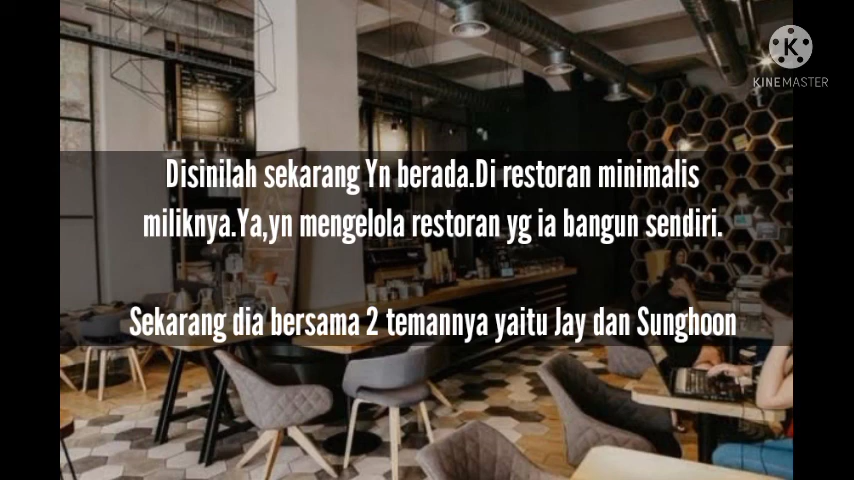 KINEMASTER
Disinilah sekarang Yn berada.Di restoran minimalis
miliknya.Ya,yn mengelola restoran yg ia bangun sendiri.
Sekarang dia bersama 2 temannya yaitu Jay dan Sunghoon